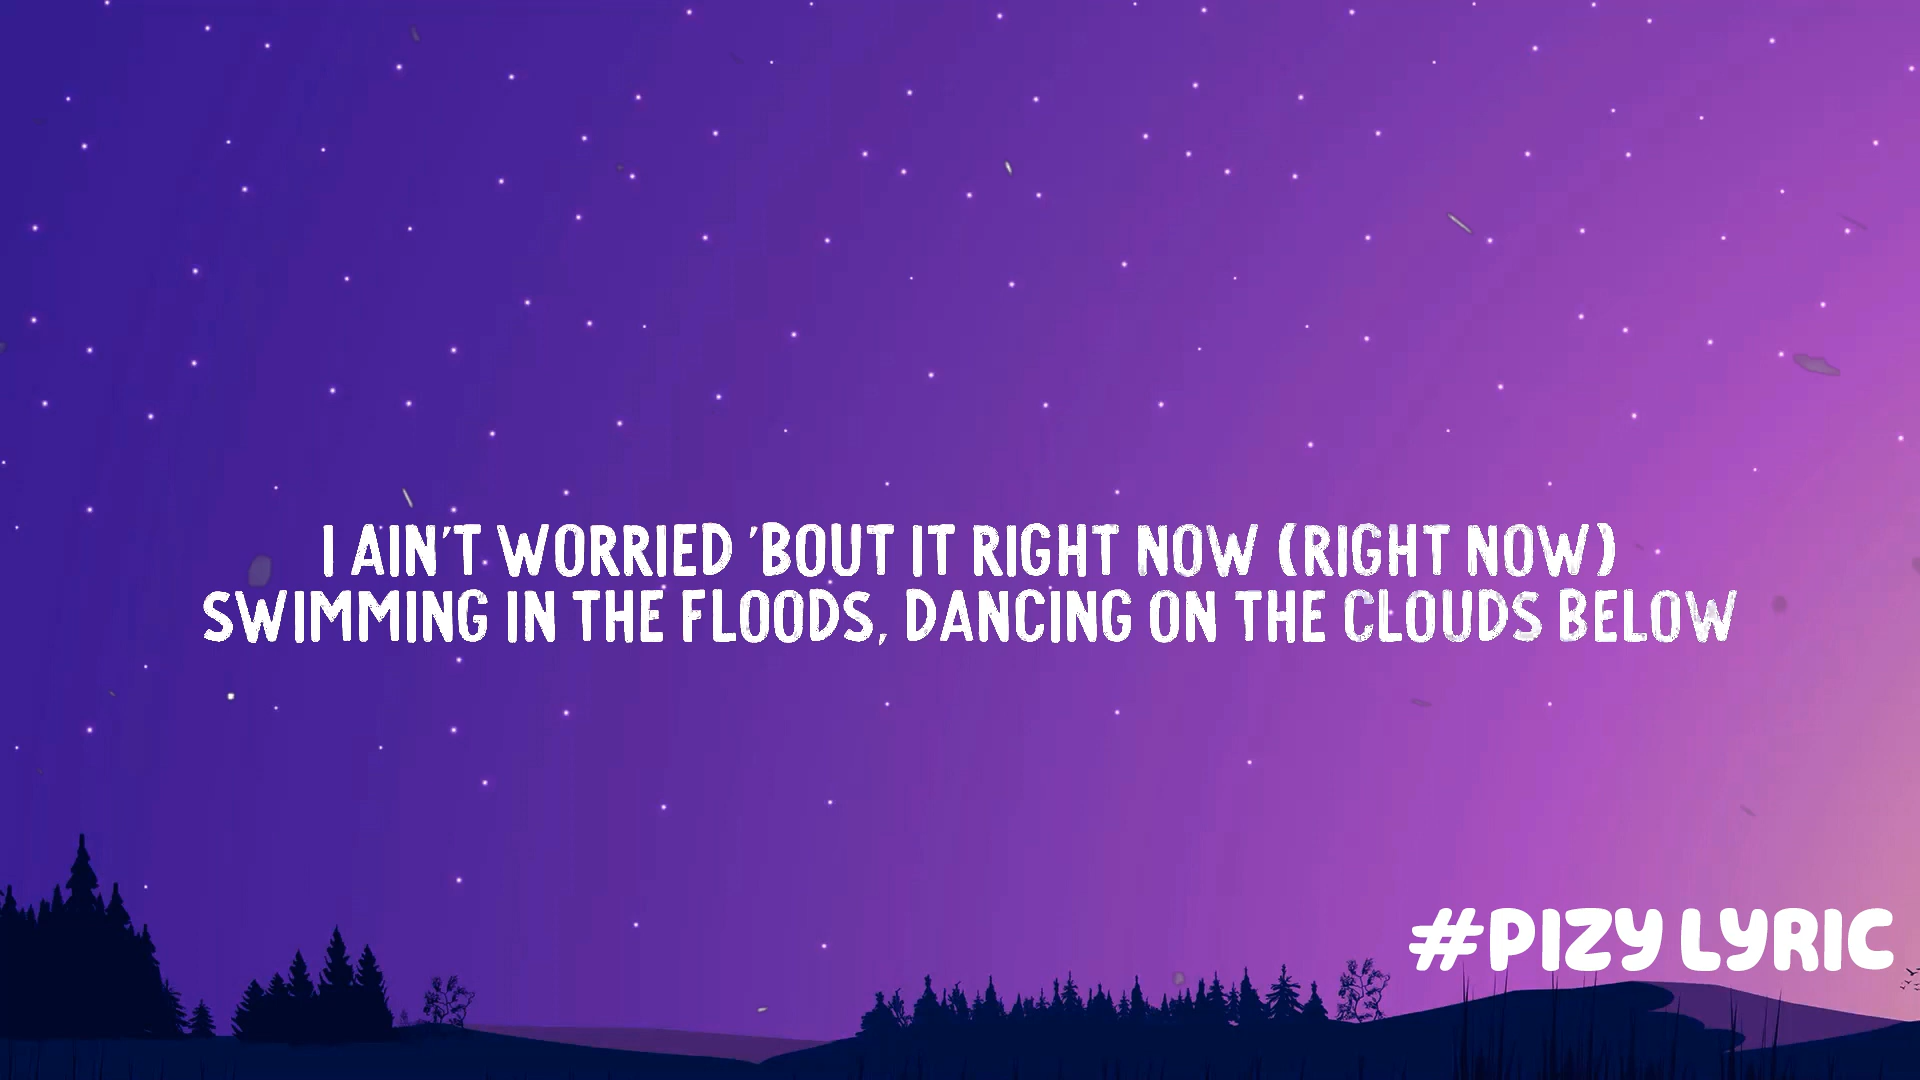 I AIN'T WORRIED 'BOUT IT RIGHT NOW (RIGHT NOW)
SWIMMING IN THE FLOODS, DANCING ON THE CLOUDS BELOW
#PIZY LYRIC